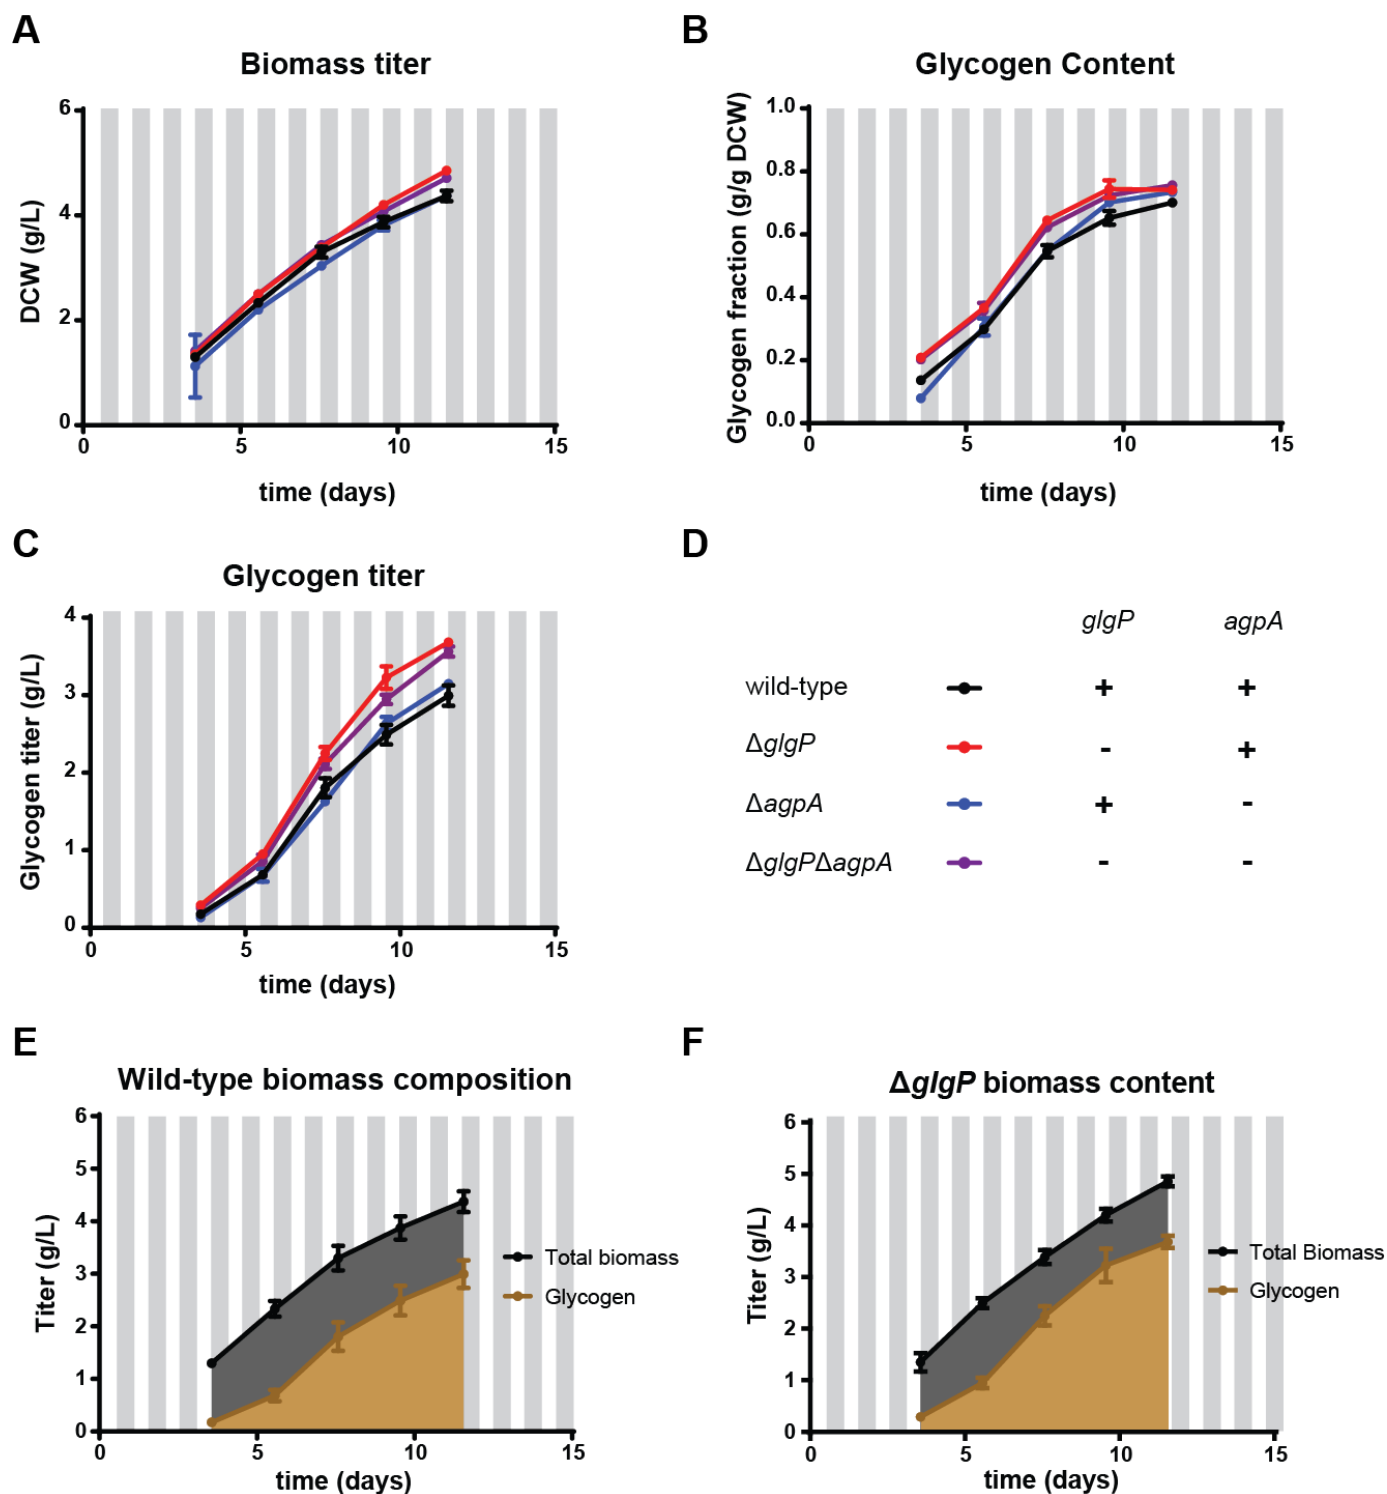 A
Biomass titer
DCW (g/L)
6
4
2
0
0 5 10 15
time (days)
B
Glycogen Content
Glycogen fraction (g/g DCW)
1.0
0.8
0.6
0.4
0.2
0.0
0 5 10 15
time (days)
C
Glycogen titer
Glycogen titer (g/L)
4
3
2
1
0
0 5 10 15
time (days)
D
glgP agpA
wild-type + +
ΔglgP - +
ΔagpA + -
ΔglgPΔagpA - -
E
Wild-type biomass composition
Titer (g/L)
6
5
4
3
2
1
0
0 5 10 15
time (days)
Total biomass
Glycogen
F
ΔglgP biomass content
Titer (g/L)
6
5
4
3
2
1
0
0 5 10 15
time (days)
Total Biomass
Glycogen